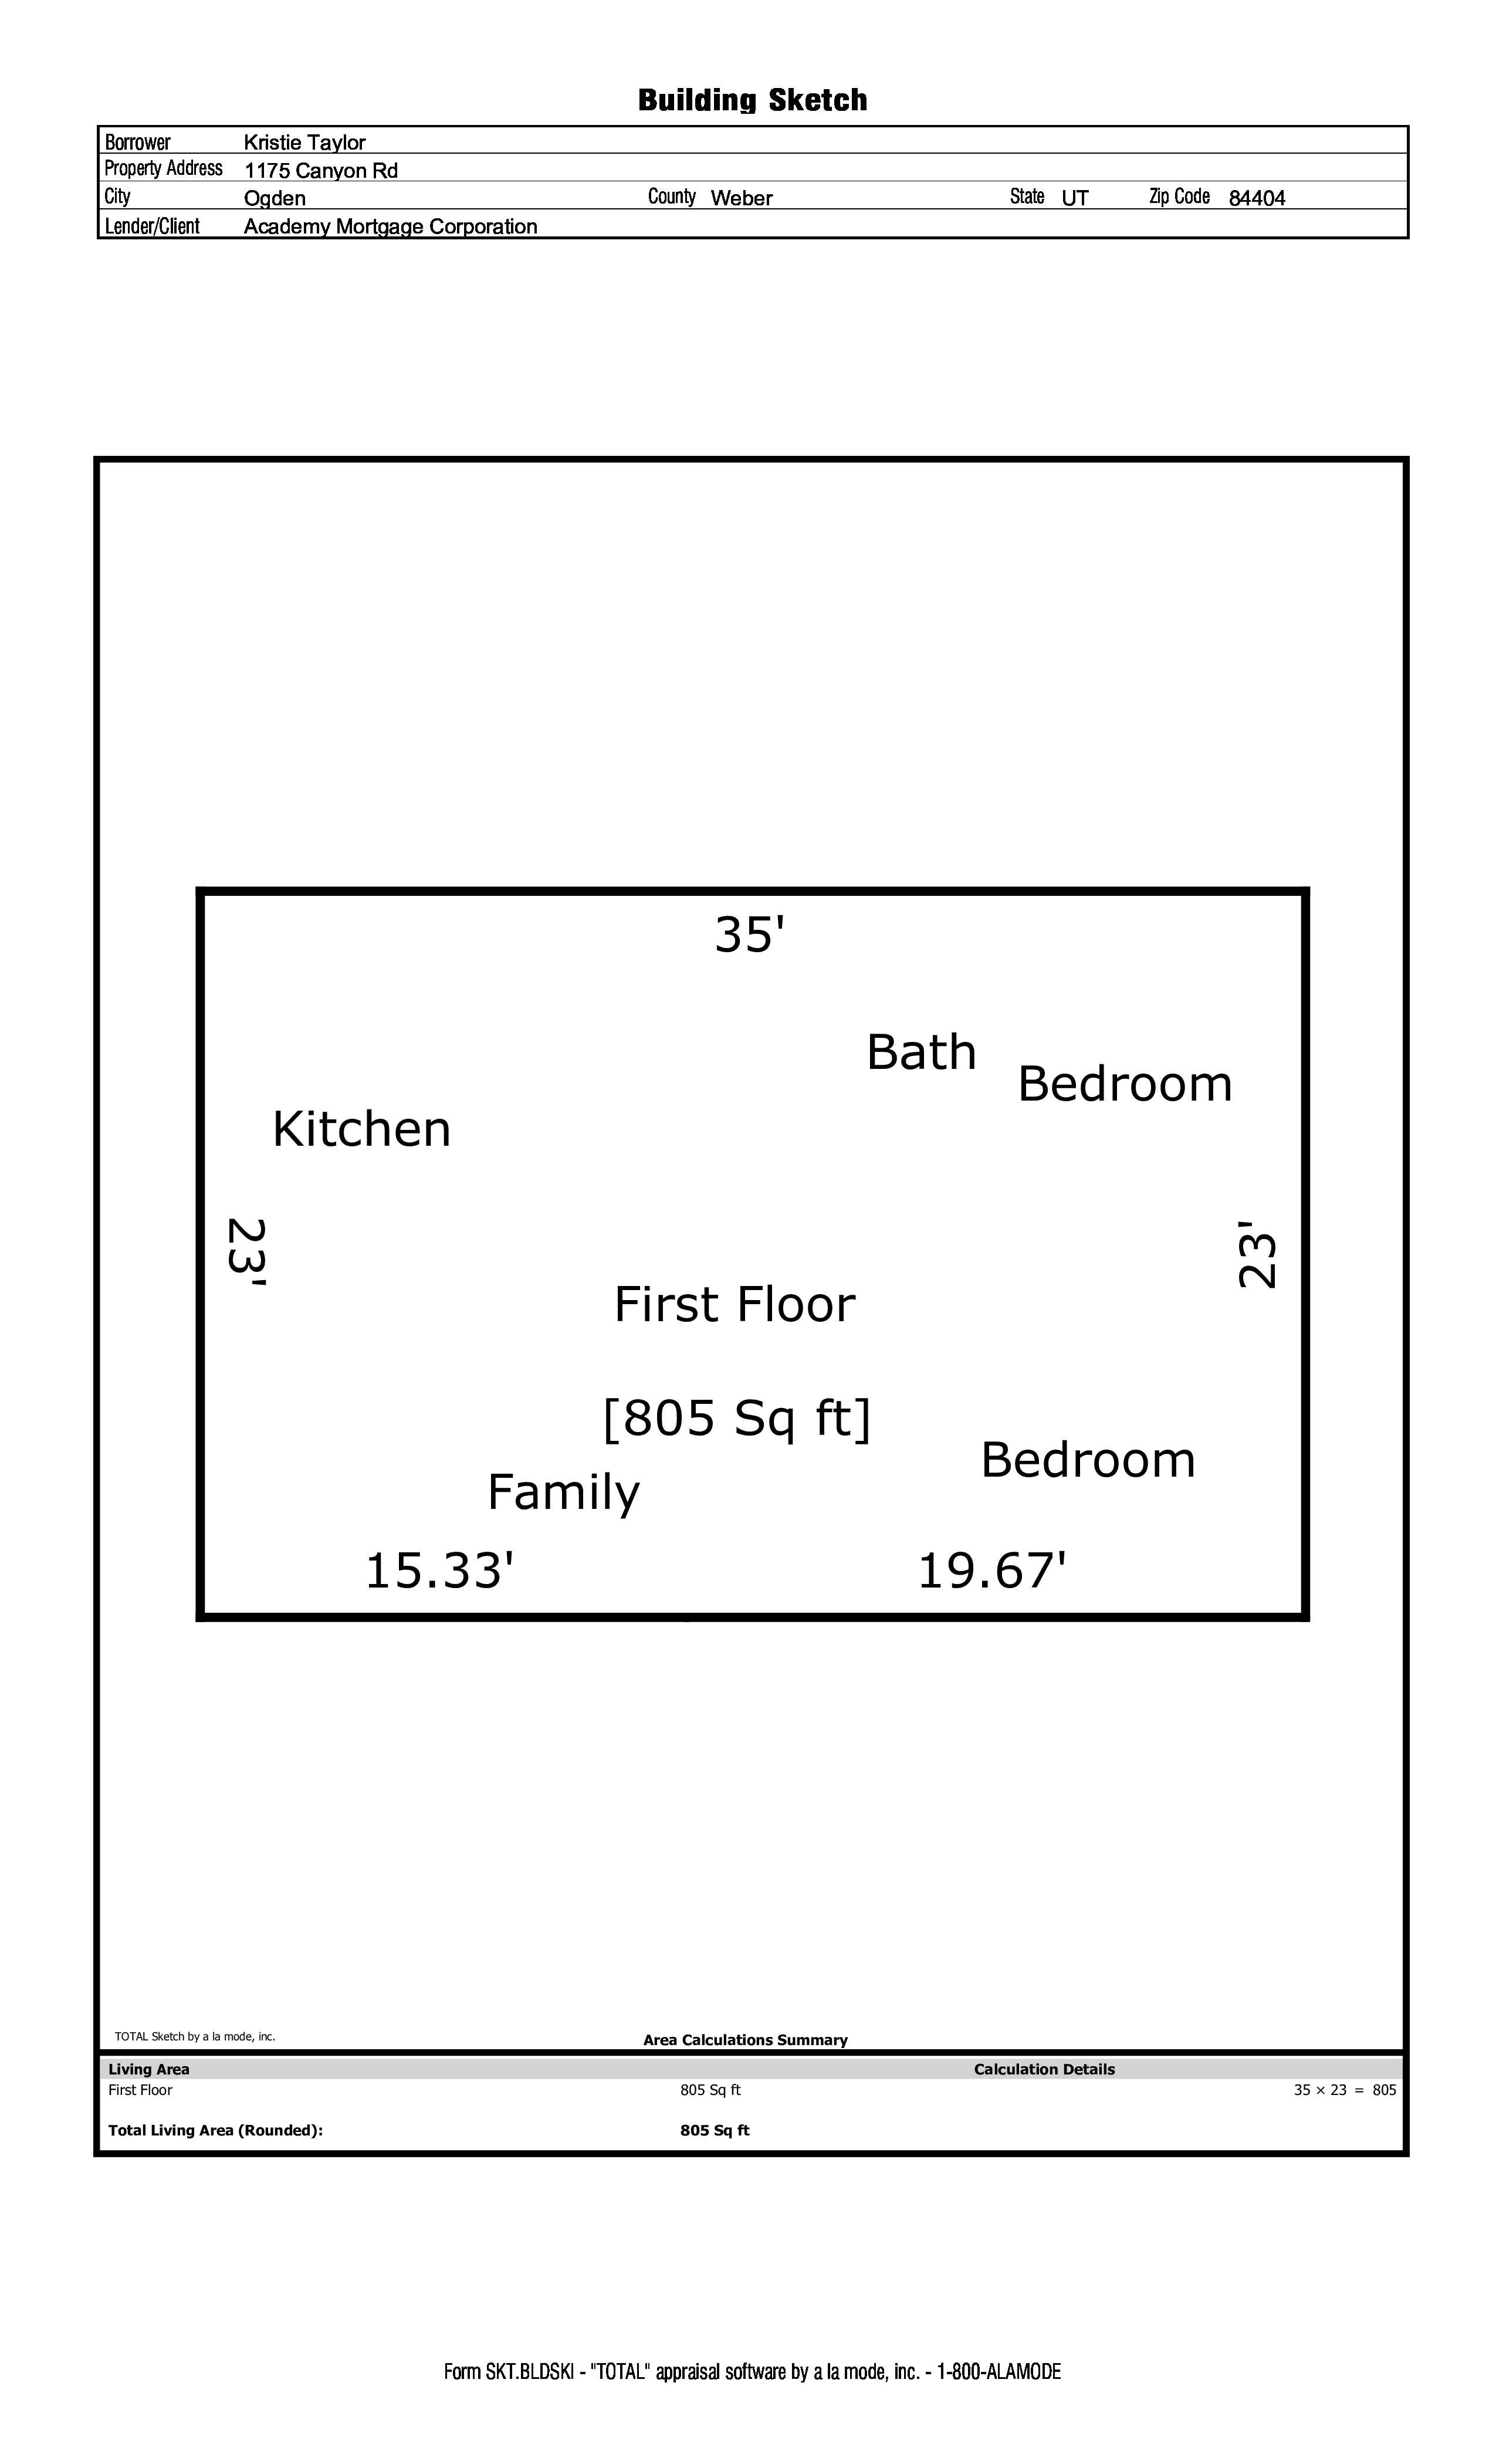 Building Sketch
Borrower Kristie Taylor
Property Address 1175 Canyon Rd
City Ogden County Weber State UT Zip Code 84404
Lender/Client Academy Mortgage Corporation
35'
Bath
Bedroom
Kitchen
23'
23'
First Floor
[805 Sq ft]
Bedroom
Family
15.33' 19.67'
TOTAL Sketch by a la mode, inc.
Area Calculations Summary
Living Area Calculation Details
First Floor 805 Sq ft 35 × 23 = 805
Total Living Area (Rounded): 805 Sq ft
Form SKT.BLDSKI - "TOTAL" appraisal software by a la mode, inc. - 1-800-ALAMODE